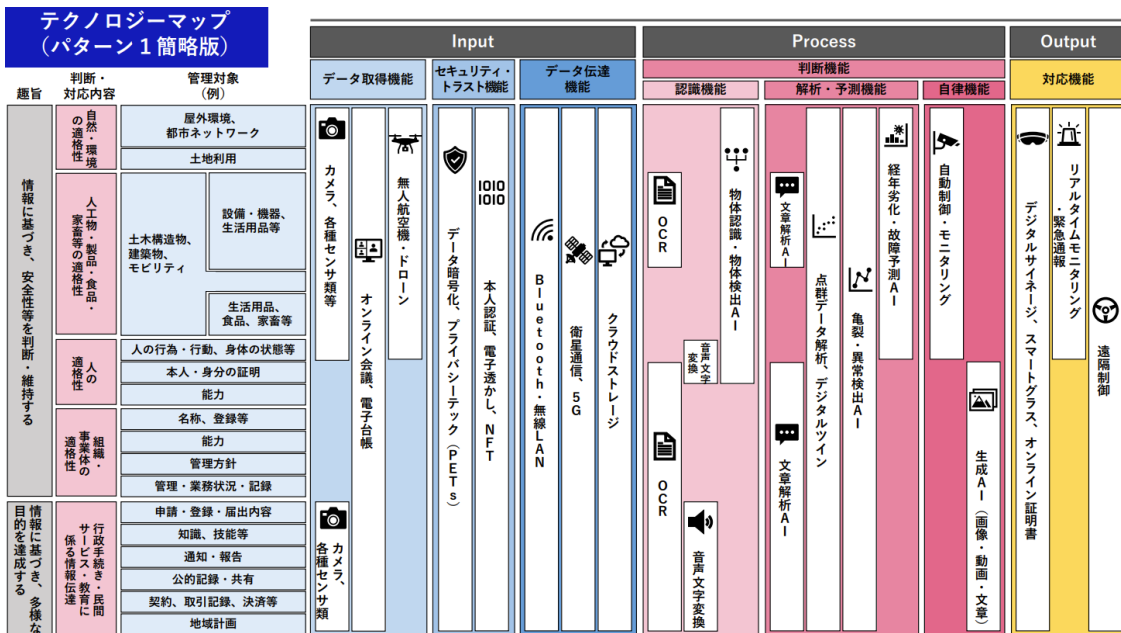 テクノロジーマップ
（パターン１簡略版）
Input
Process
Output
趣旨
判断・
対応内容
管理対象
（例）
データ取得機能
セキュリティ・
トラスト機能
データ伝達
機能
判断機能
認識機能
解析・予測機能
自律機能
対応機能
情報に基づき、安全性等を判断・維持する
情報に基づき、多様な
目的を達成する
自然・環境
の適格性
人工物・製品・食品・
家畜等の適格性
人の
適格性
組織・
事業体の
適格性
行政手続き・民間
サービス・教育に
係る情報伝達
屋外環境、
都市ネットワーク
土地利用
土木構造物、
建築物、
モビリティ
設備・機器、
生活用品等
生活用品、
食品、家畜等
人の行為・行動、身体の状態等
本人・身分の証明
能力
名称、登録等
能力
管理方針
管理・業務状況・記録
申請・登録・届出内容
知識、技能等
通知・報告
公的記録・共有
契約、取引記録、決済等
地域計画
カメラ、各種センサ類等
カメラ、
各種センサ類
オンライン会議、電子台帳
無人航空機・ドローン
データ暗号化、プライバシーテック（PETs）
1010
1010
本人認証、電子透かし、NFT
Bluetooth・無線LAN
衛星通信、5G
クラウドストレージ
OCR
OCR
音声文字
変換
音声文字変換
物体認識・物体検出AI
文章解析AI
文章解析AI
点群データ解析、デジタルツイン
亀裂・異常検出AI
経年劣化・故障予測AI
自動制御・モニタリング
生成AI（画像・動画・文章）
デジタルサイネージ、スマートグラス、オンライン証明書
リアルタイムモニタリング
・緊急通報
遠隔制御